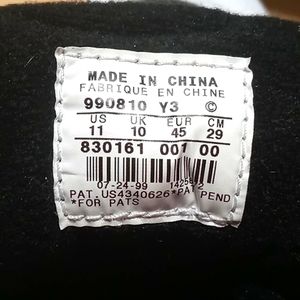 MADE IN CHINA
FABRIQUE EN CHINE
990810 Y3 ©
US UK EUR CM
11 10 45 29
830161 001 00
07-24-99
PAT.US4340626*PAT PEND
*FOR PATS